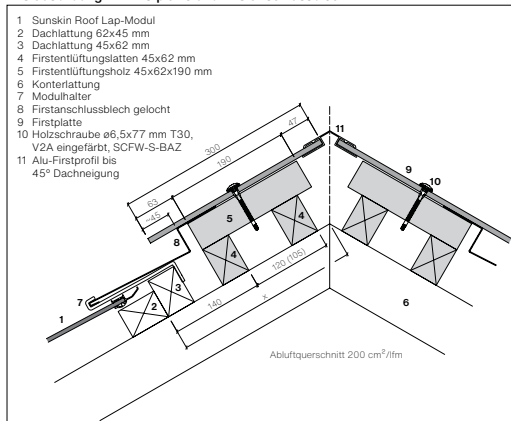 1 Sunskin Roof Lap-Modul
2 Dachlattung 62x45 mm
3 Dachlattung 45x62 mm
4 Firstentlüftungslatten 45x62 mm
5 Firstentlüftungsholz 45x62x190 mm
6 Konterlattung
7 Modulhalter
8 Firstanschlussblech gelocht
9 Firstplatte
10 Holzschraube ø6,5x77 mm T30,
V2A eingefärbt, SCFW-S-BAZ
11 Alu-Firstprofil bis
45° Dachneigung
47
11
300
190
9
10
63
~45
5
4
4
8
120 (105)
3
7
2
140
x
6
1
Abluftquerschnitt 200 cm²/lfm